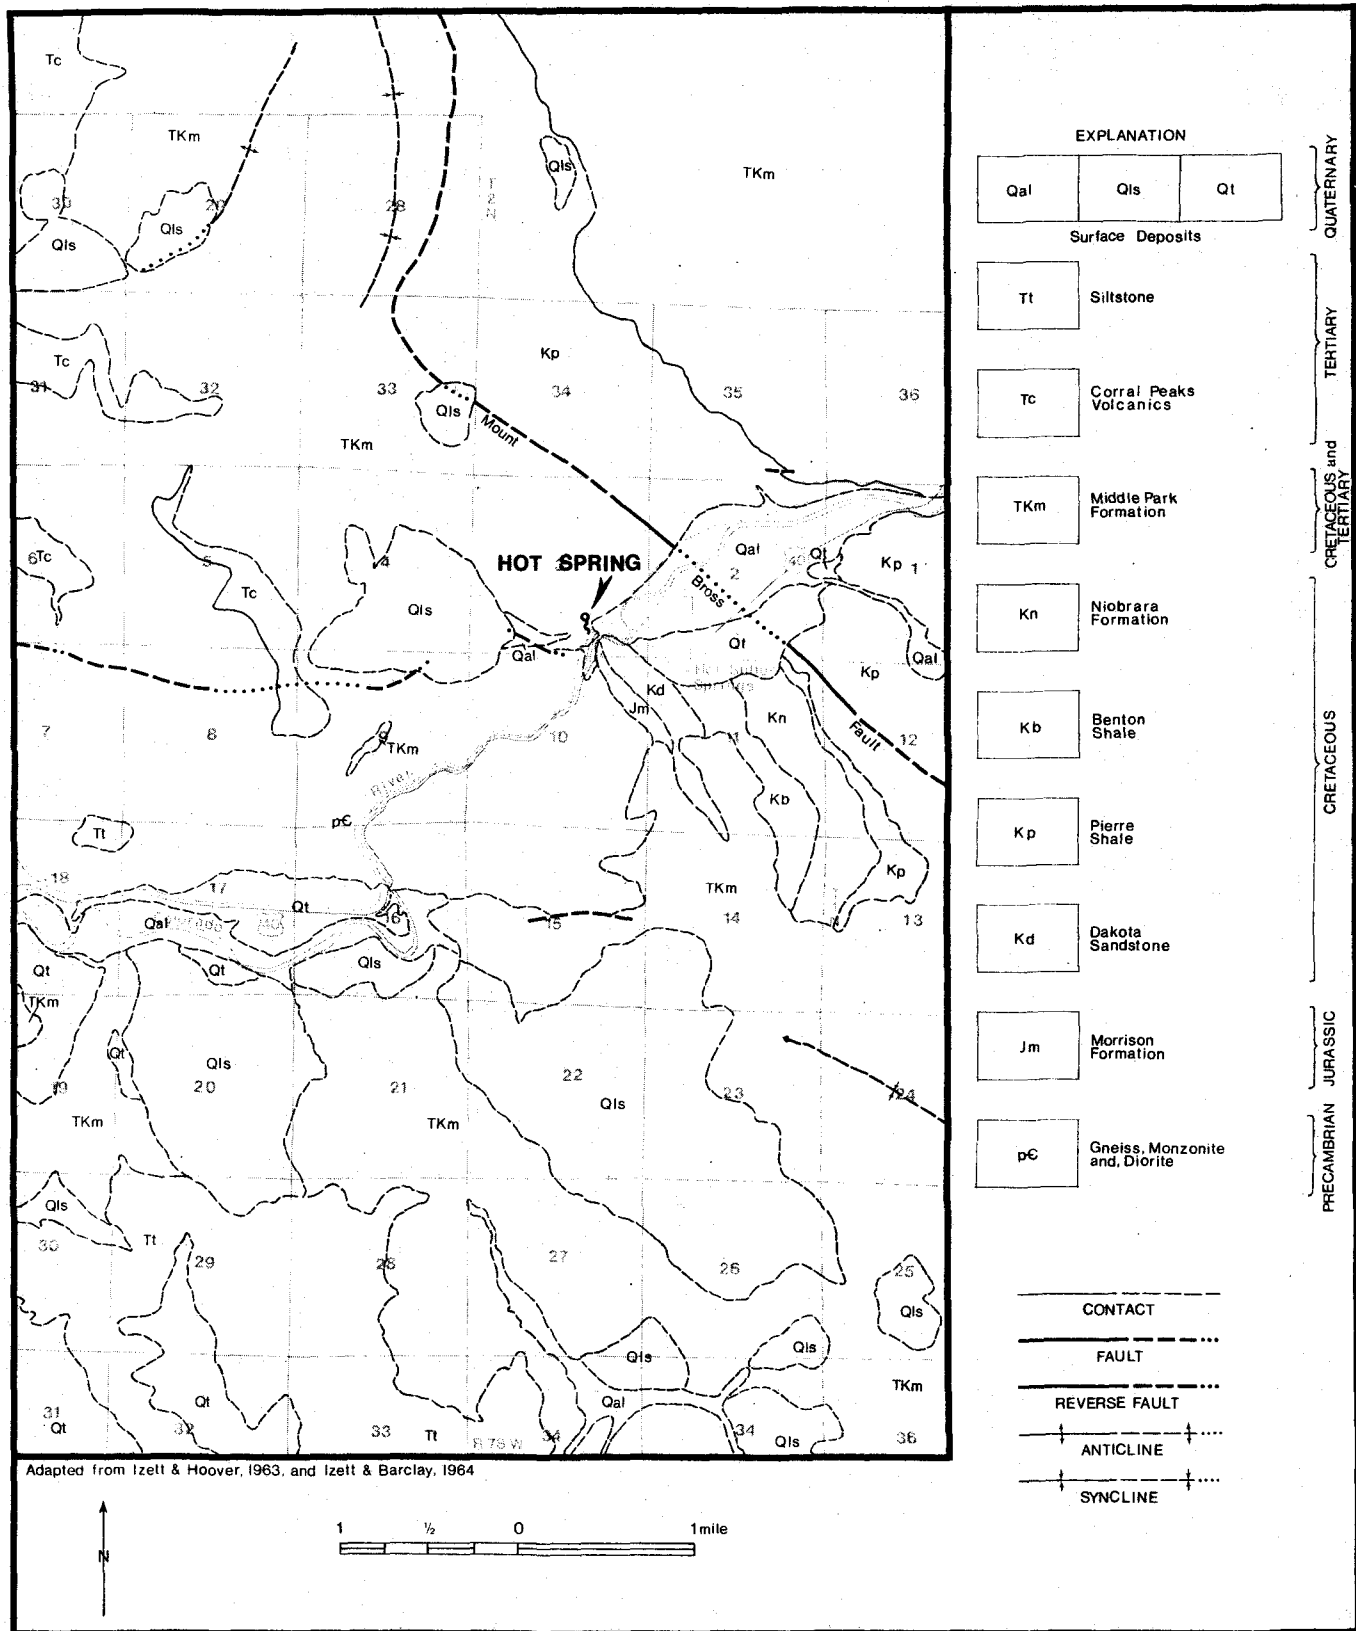 Tc
TKm
Qls
TKm
30
29
28
Qls
Qls
Kp
Tc
31
32
33
34
35
36
Qls
Mount
TKm
6
Tc
5
4
HOT SPRING
Qal
2
Qt
40
Kp
1
Tc
Qls
Bross
Qt
Qal
Qal
Kp
Kd
Jm
Kn
Fault
7
8
9
TKm
10
11
12
River
Kb
Tt
p€
Kp
18
17
Qt
TKm
16
15
14
13
Qal
40
Qt
Qt
Qls
TKm
Qt
Qls
22
19
20
21
23
24
Qls
TKm
TKm
Qls
30
Tt
29
28
27
26
25
Qls
Qls
Qls
TKm
31
Qt
Qt
32
33
Tt
R 78 W
34
Qal
34
Qls
36
Adapted from Izett & Hoover, 1963, and Izett & Barclay, 1964
N
1 ½ 0 1 mile
EXPLANATION
Qal Qls Qt
Surface Deposits
QUATERNARY
Tt Siltstone
Tc Corral Peaks
Volcanics
TERTIARY
TKm Middle Park
Formation
CRETACEOUS and
TERTIARY
Kn Niobrara
Formation
Kb Benton
Shale
Kp Pierre
Shale
Kd Dakota
Sandstone
CRETACEOUS
Jm Morrison
Formation
JURASSIC
p€ Gneiss, Monzonite
and, Diorite
PRECAMBRIAN
CONTACT
FAULT
REVERSE FAULT
ANTICLINE
SYNCLINE